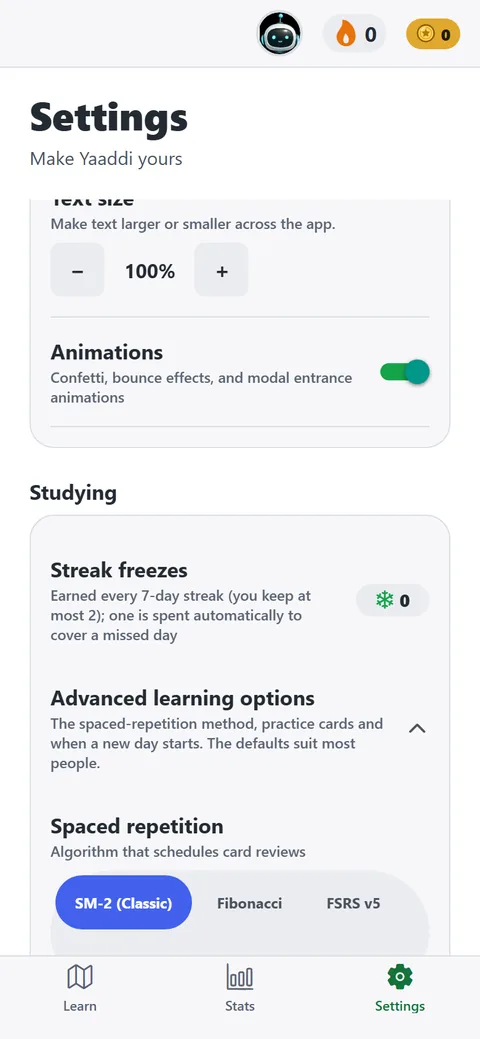 0
0
Settings
Make Yaaddi yours
Text size
Make text larger or smaller across the app.
− 100% +
Animations
Confetti, bounce effects, and modal entrance
animations
Studying
Streak freezes
Earned every 7-day streak (you keep at
most 2); one is spent automatically to
cover a missed day
0
Advanced learning options
The spaced-repetition method, practice cards and
when a new day starts. The defaults suit most
people.
Spaced repetition
Algorithm that schedules card reviews
SM-2 (Classic) Fibonacci FSRS v5
Learn Stats Settings